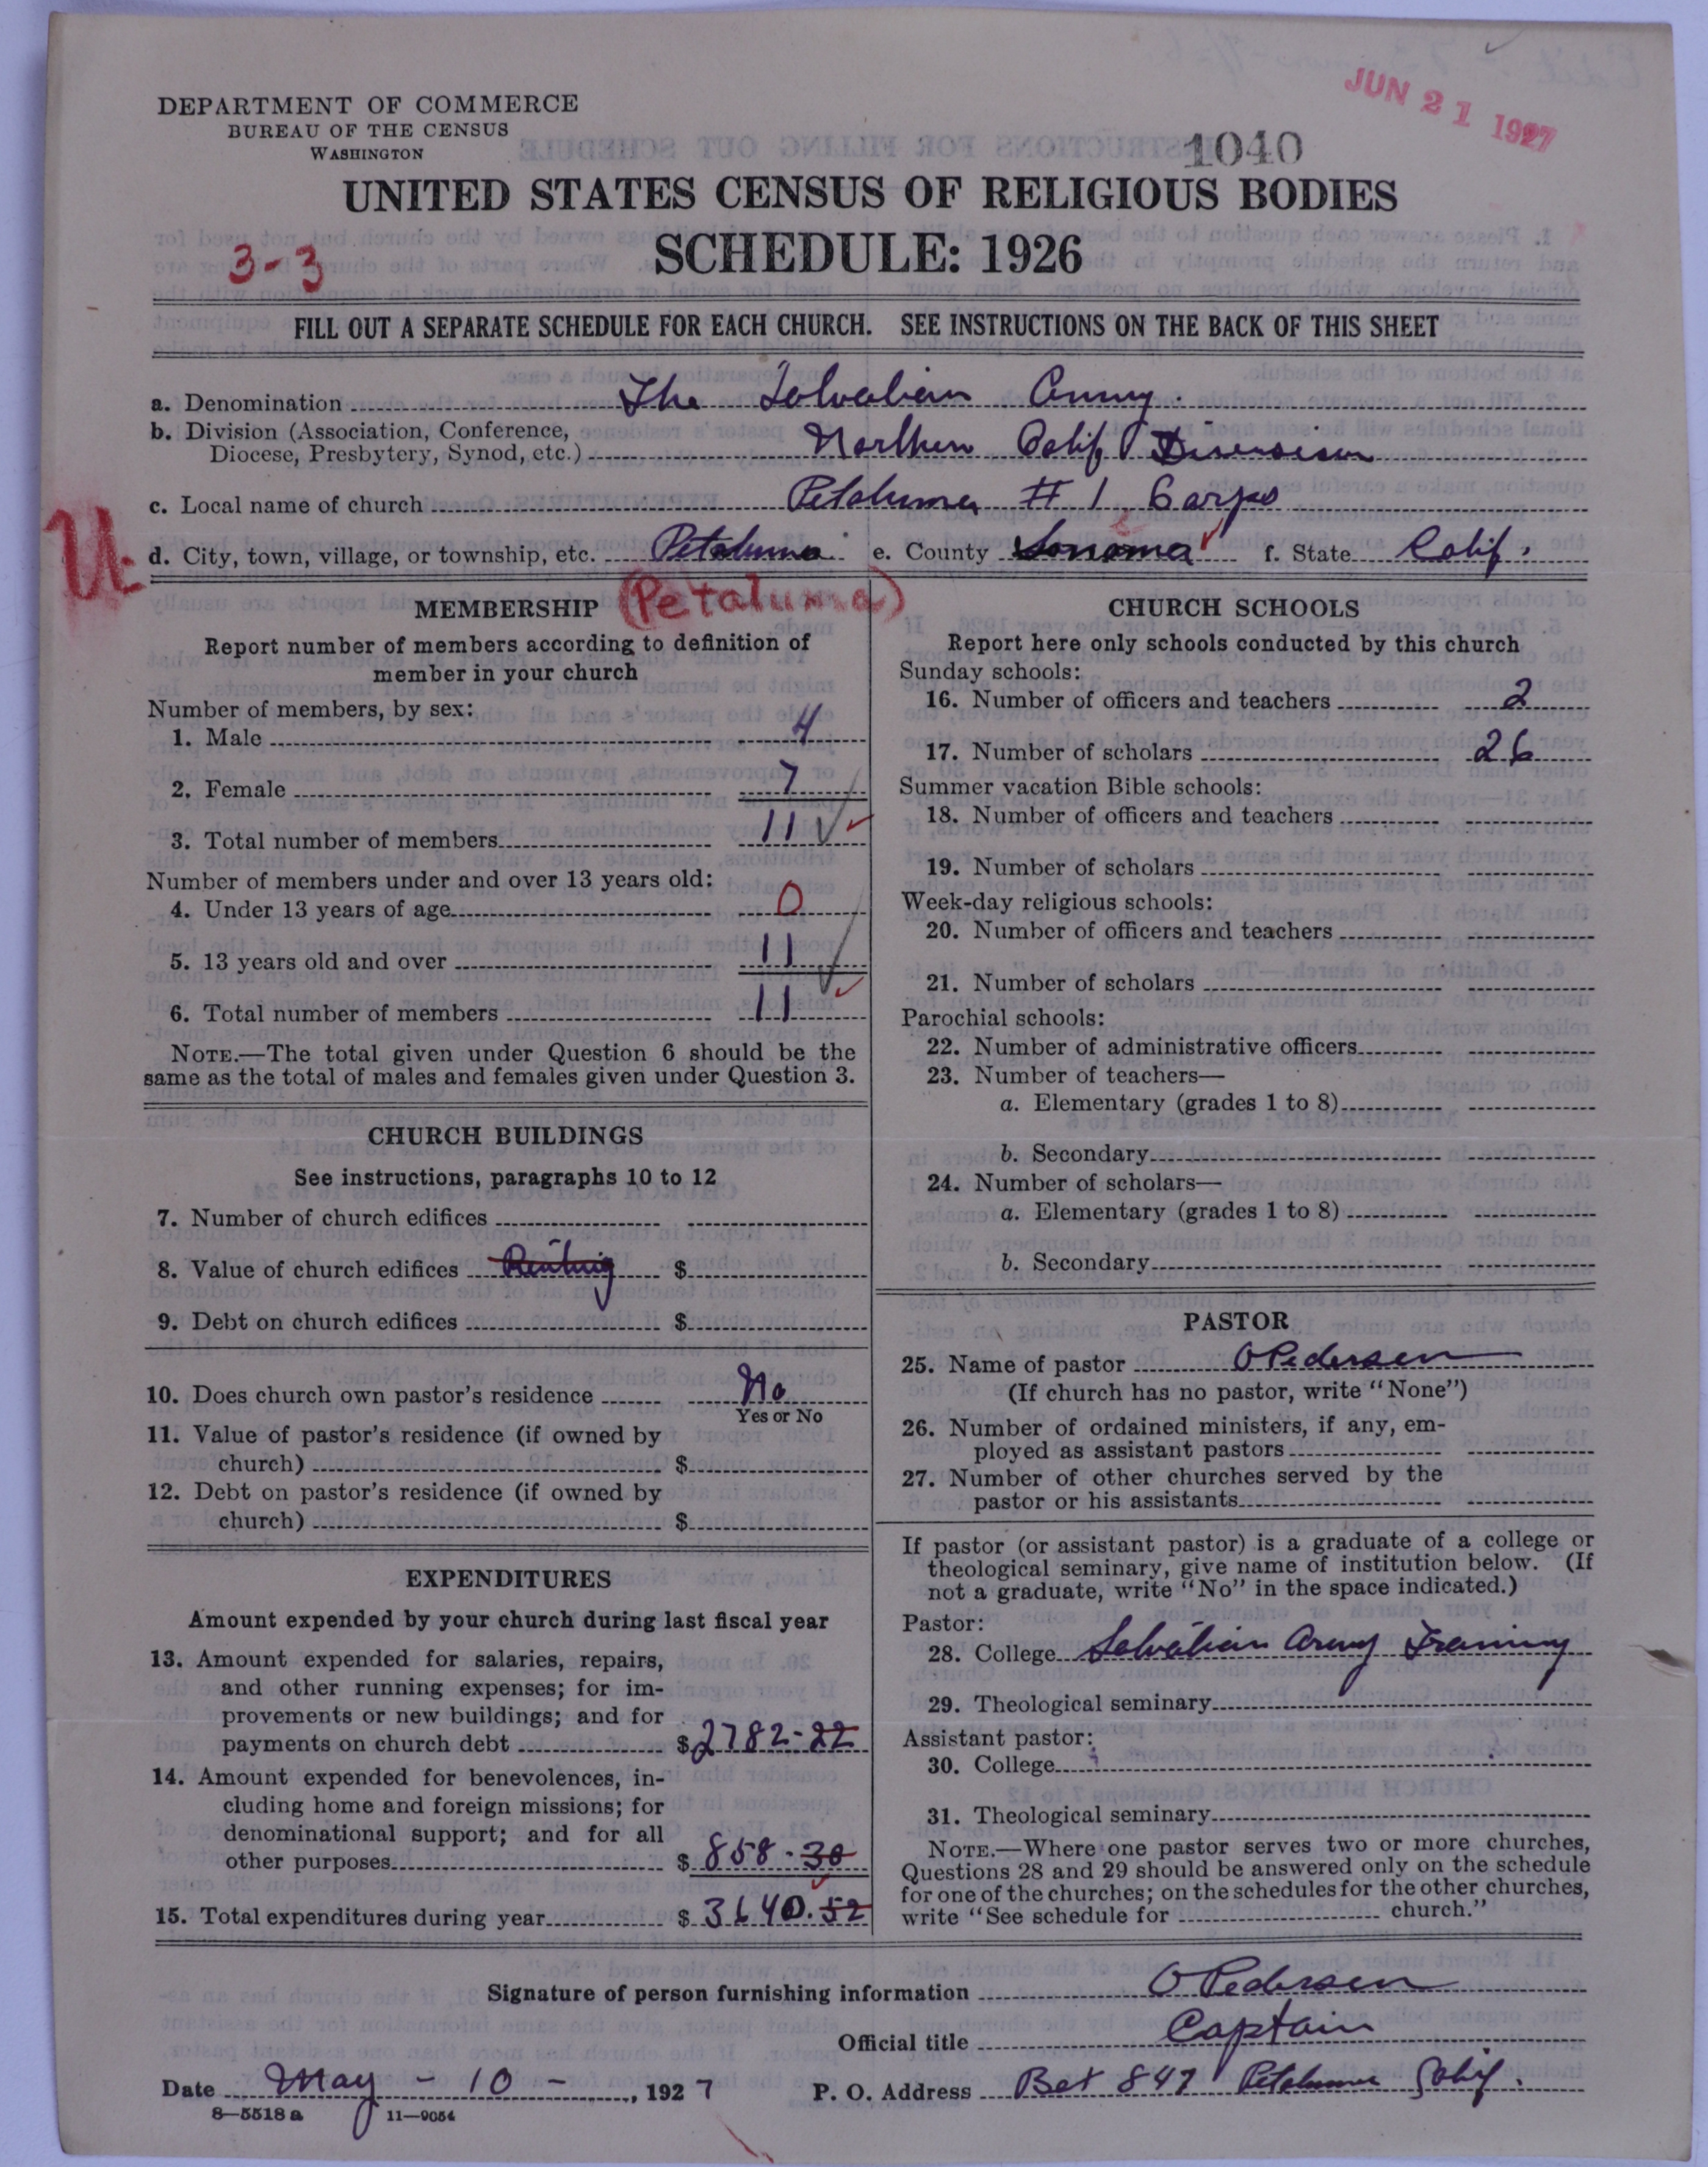 JUN 21 1927
DEPARTMENT OF COMMERCE
BUREAU OF THE CENSUS
WASHINGTON
1040
UNITED STATES CENSUS OF RELIGIOUS BODIES
3-3
SCHEDULE: 1926
FILL OUT A SEPARATE SCHEDULE FOR EACH CHURCH. SEE INSTRUCTIONS ON THE BACK OF THIS SHEET
a. Denomination The Salvation Army.
b. Division (Association, Conference,
Diocese, Presbytery, Synod, etc.) Northern Calif Division
c. Local name of church Petaluma # 1 Corps
U
d. City, town, village, or township, etc. Petaluma e. County Sonoma f. State Calif.
(Petaluma)
MEMBERSHIP
Report number of members according to definition of
member in your church
Number of members, by sex:
1. Male 4
2. Female 7
3. Total number of members 11
Number of members under and over 13 years old:
4. Under 13 years of age 0
5. 13 years old and over 11
6. Total number of members 11
NOTE.—The total given under Question 6 should be the
same as the total of males and females given under Question 3.
CHURCH BUILDINGS
See instructions, paragraphs 10 to 12
7. Number of church edifices
8. Value of church edifices Renting $
9. Debt on church edifices $
10. Does church own pastor's residence No
Yes or No
11. Value of pastor's residence (if owned by
church) $
12. Debt on pastor's residence (if owned by
church) $
EXPENDITURES
Amount expended by your church during last fiscal year
13. Amount expended for salaries, repairs,
and other running expenses; for im-
provements or new buildings; and for
payments on church debt $2782-22
14. Amount expended for benevolences, in-
cluding home and foreign missions; for
denominational support; and for all
other purposes $858.30
15. Total expenditures during year $3640.52
CHURCH SCHOOLS
Report here only schools conducted by this church
Sunday schools:
16. Number of officers and teachers 2
17. Number of scholars 26
Summer vacation Bible schools:
18. Number of officers and teachers
19. Number of scholars
Week-day religious schools:
20. Number of officers and teachers
21. Number of scholars
Parochial schools:
22. Number of administrative officers
23. Number of teachers—
a. Elementary (grades 1 to 8)
b. Secondary
24. Number of scholars—
a. Elementary (grades 1 to 8)
b. Secondary
PASTOR
25. Name of pastor O Pedersen
(If church has no pastor, write "None")
26. Number of ordained ministers, if any, em-
ployed as assistant pastors
27. Number of other churches served by the
pastor or his assistants
If pastor (or assistant pastor) is a graduate of a college or
theological seminary, give name of institution below. (If
not a graduate, write "No" in the space indicated.)
Pastor:
28. College Salvation Army Training
29. Theological seminary
Assistant pastor:
30. College
31. Theological seminary
NOTE.—Where one pastor serves two or more churches,
Questions 28 and 29 should be answered only on the schedule
for one of the churches; on the schedules for the other churches,
write "See schedule for church."
Signature of person furnishing information O Pedersen
Official title Captain
Date May - 10 - , 1927 P. O. Address Box 847 Petaluma Calif.
8—5518 a 11—9054